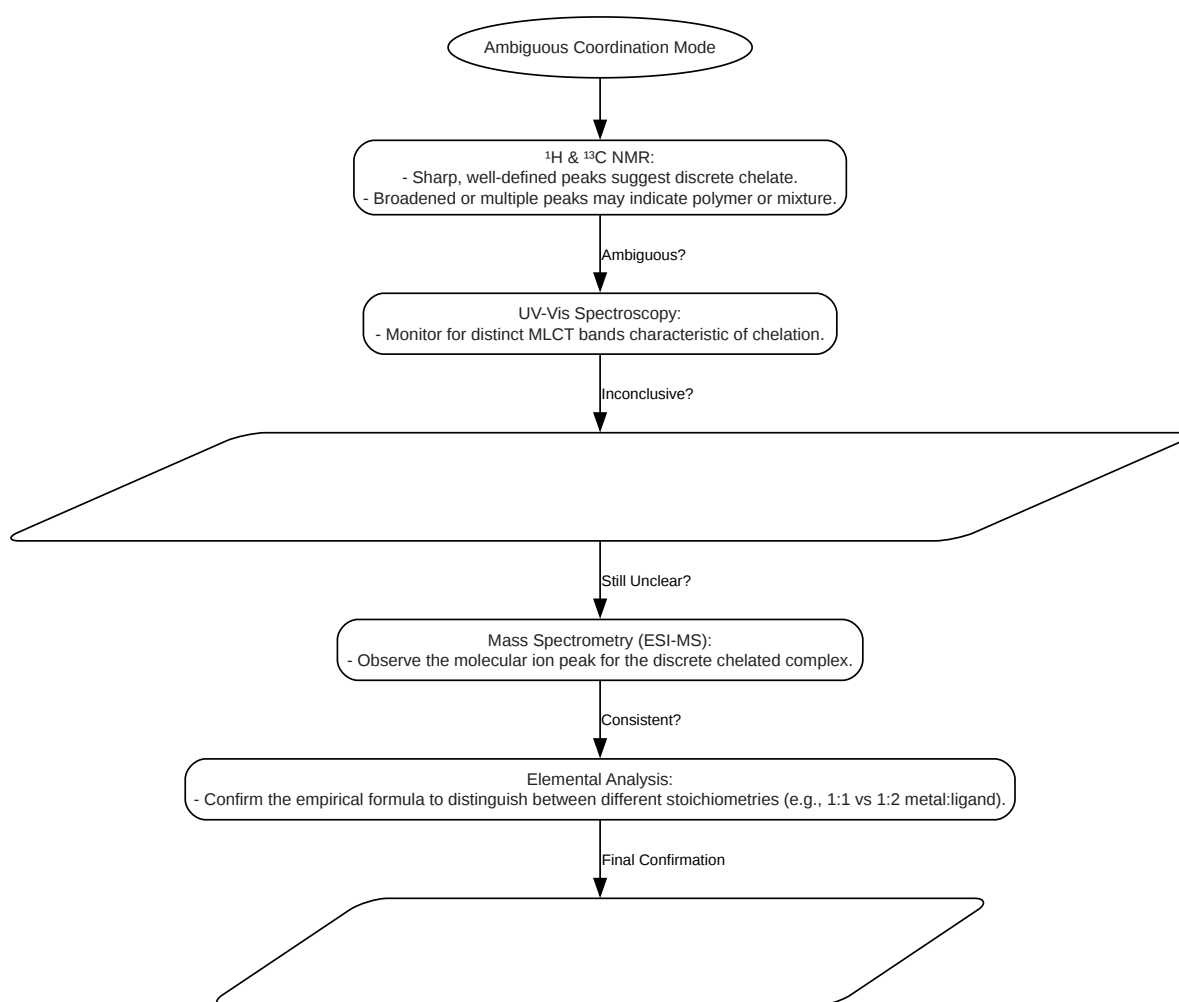 Ambiguous Coordination Mode
¹H & ¹³C NMR:
- Sharp, well-defined peaks suggest discrete chelate.
- Broadened or multiple peaks may indicate polymer or mixture.
Ambiguous?
UV-Vis Spectroscopy:
- Monitor for distinct MLCT bands characteristic of chelation.
Inconclusive?
Still Unclear?
Mass Spectrometry (ESI-MS):
- Observe the molecular ion peak for the discrete chelated complex.
Consistent?
Elemental Analysis:
- Confirm the empirical formula to distinguish between different stoichiometries (e.g., 1:1 vs 1:2 metal:ligand).
Final Confirmation